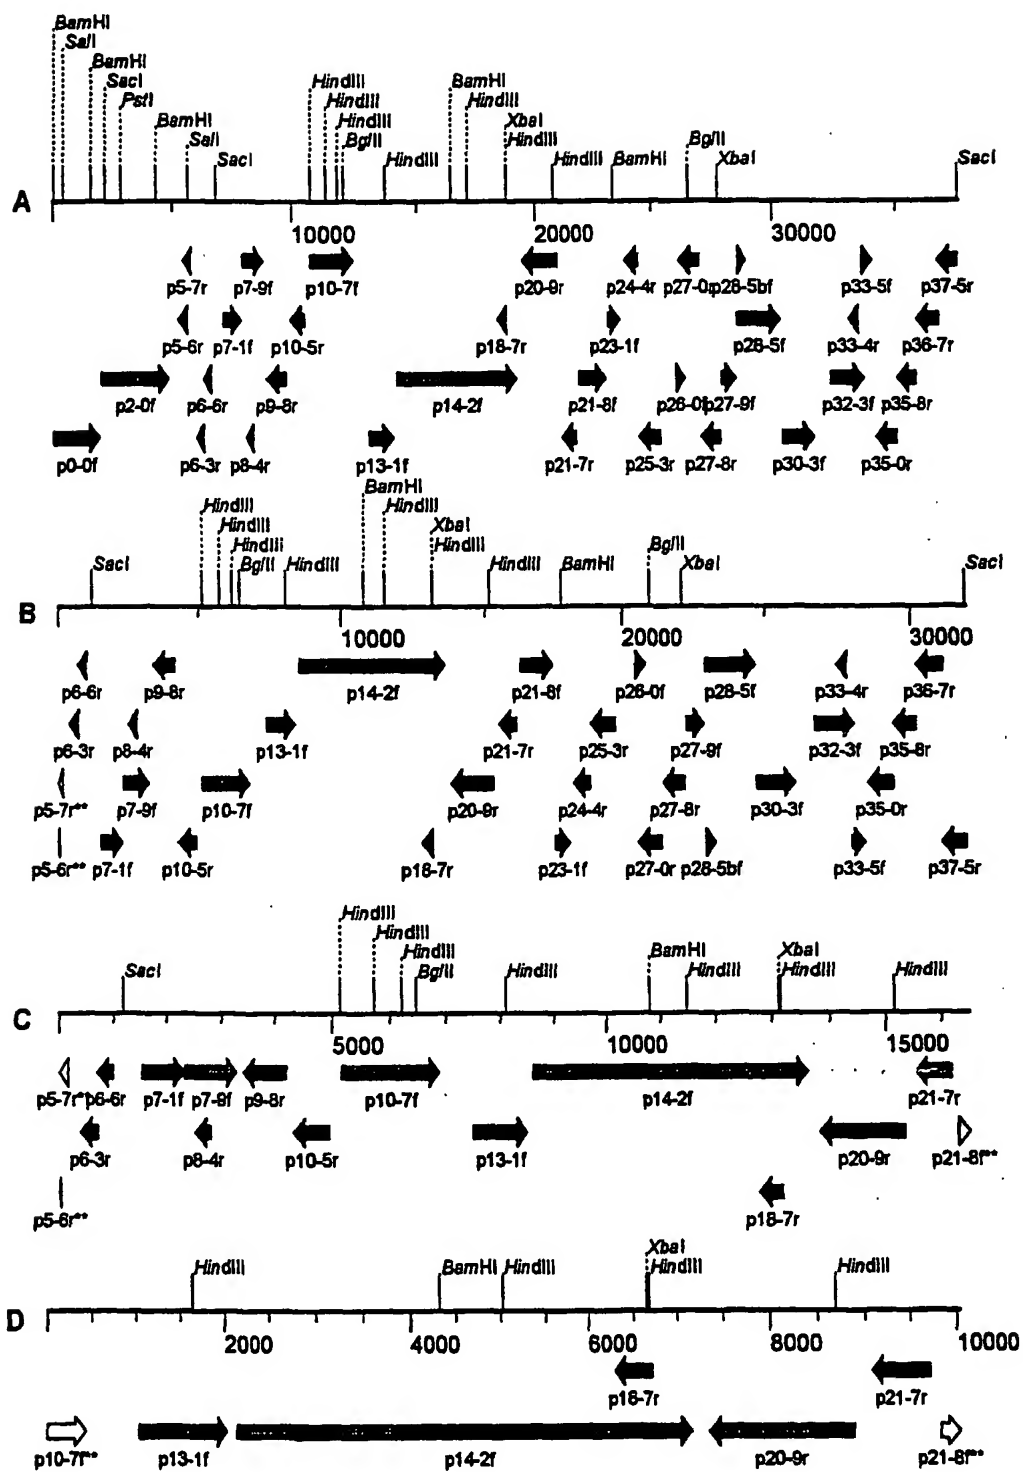 BamHI
SalI
BamHI
SacI
PstI
BamHI
SalI
SacI
HindIII
HindIII
HindIII
BglII
HindIII
BamHI
HindIII
XbaI
HindIII
HindIII
BamHI
BglII
XbaI
SacI
A
10000 20000 30000
p5-7r p7-9f p10-7f p20-9r p24-4r p27-0r p28-5bf p33-5f p37-5r
p5-6r p7-1f p10-5r p18-7r p23-1f p28-5f p33-4r p36-7r
p2-0f p6-6r p9-8r p14-2f p21-8f p26-0f p27-9f p32-3f p35-8r
p0-0f p6-3r p8-4r p13-1f p21-7r p25-3r p27-8r p30-3f p35-0r
SacI
HindIII
HindIII
HindIII
BglII
HindIII
BamHI
HindIII
XbaI
HindIII
HindIII
BamHI
BglII
XbaI
SacI
B
10000 20000 30000
p6-6r p9-8r p14-2f p21-8f p26-0f p28-5f p33-4r p36-7r
p6-3r p8-4r p13-1f p21-7r p25-3r p27-9f p32-3f p35-8r
p5-7r** p7-9f p10-7f p20-9r p24-4r p27-8r p30-3f p35-0r
p5-6r** p7-1f p10-5r p18-7r p23-1f p27-0r p28-5bf p33-5f p37-5r
SacI
HindIII
HindIII
HindIII
BglII
HindIII
BamHI
HindIII
XbaI
HindIII
HindIII
C
5000 10000 15000
p5-7r** p6-6r p7-1f p7-9f p9-8r p10-7f p14-2f p21-7r
p6-3r p8-4r p10-5r p13-1f p20-9r p21-8f**
p5-6r** p18-7r
HindIII
BamHI
HindIII
XbaI
HindIII
HindIII
D
2000 4000 6000 8000 10000
p18-7r p21-7r
p10-7f** p13-1f p14-2f p20-9r p21-8f**